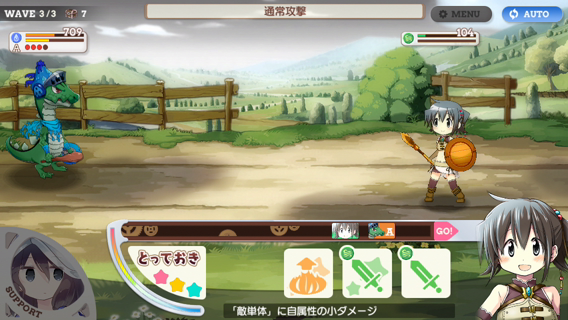 WAVE 3/3 7
通常攻撃
MENU
AUTO
709
A
104
A
GO!
とっておき
SUPPORT
「敵単体」に自属性の小ダメージ